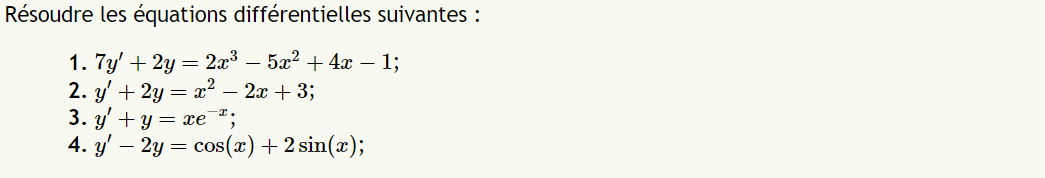 Résoudre les équations différentielles suivantes :
1. 7y′ + 2y = 2x³ − 5x² + 4x − 1;
2. y′ + 2y = x² − 2x + 3;
3. y′ + y = xe⁻ˣ;
4. y′ − 2y = cos(x) + 2 sin(x);